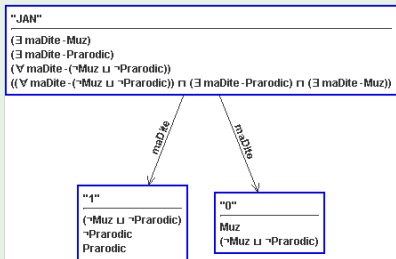 "JAN"
(∃ maDite-Muz)
(∃ maDite-Prarodic)
(∀ maDite-(¬Muz ⊔ ¬Prarodic))
((∀ maDite-(¬Muz ⊔ ¬Prarodic)) ⊓ (∃ maDite-Prarodic) ⊓ (∃ maDite-Muz))
maDite
maDite
"1"
(¬Muz ⊔ ¬Prarodic)
¬Prarodic
Prarodic
"0"
Muz
(¬Muz ⊔ ¬Prarodic)